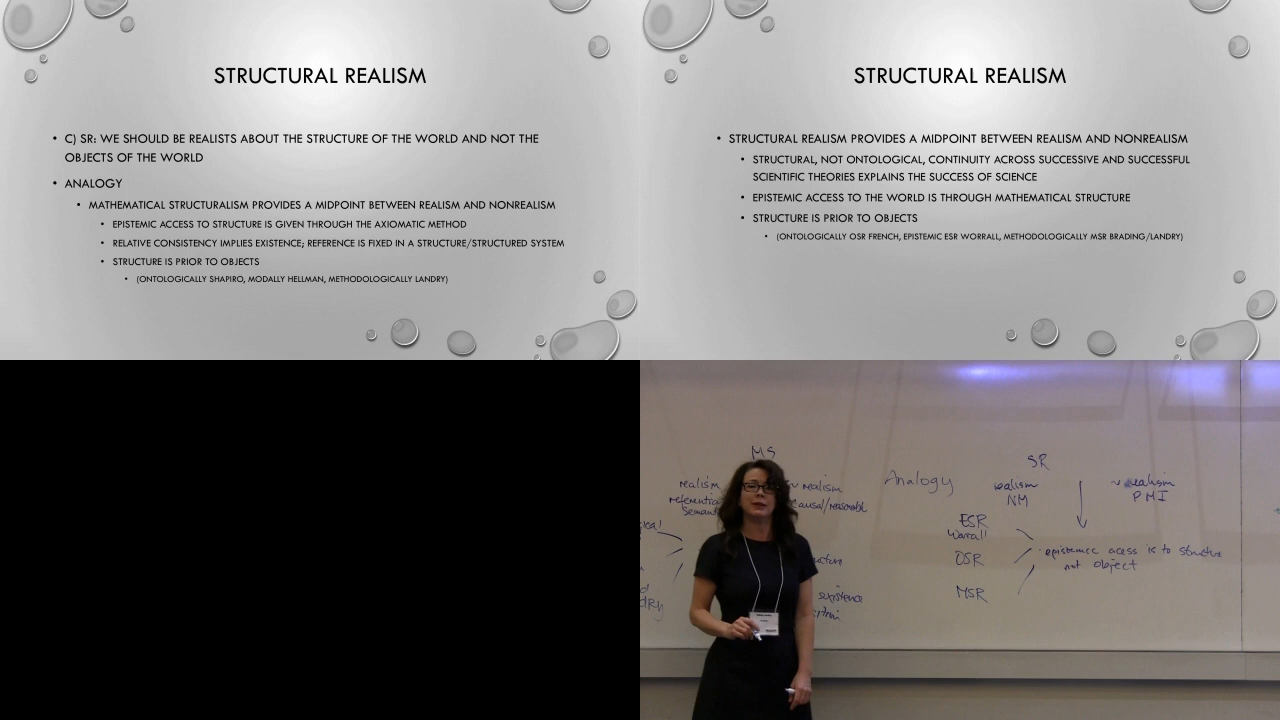 STRUCTURAL REALISM
• C) SR: WE SHOULD BE REALISTS ABOUT THE STRUCTURE OF THE WORLD AND NOT THE
OBJECTS OF THE WORLD
• ANALOGY
• MATHEMATICAL STRUCTURALISM PROVIDES A MIDPOINT BETWEEN REALISM AND NONREALISM
• EPISTEMIC ACCESS TO STRUCTURE IS GIVEN THROUGH THE AXIOMATIC METHOD
• RELATIVE CONSISTENCY IMPLIES EXISTENCE; REFERENCE IS FIXED IN A STRUCTURE/STRUCTURED SYSTEM
• STRUCTURE IS PRIOR TO OBJECTS
• (ONTOLOGICALLY SHAPIRO, MODALLY HELLMAN, METHODOLOGICALLY LANDRY)
STRUCTURAL REALISM
• STRUCTURAL REALISM PROVIDES A MIDPOINT BETWEEN REALISM AND NONREALISM
• STRUCTURAL, NOT ONTOLOGICAL, CONTINUITY ACROSS SUCCESSIVE AND SUCCESSFUL
SCIENTIFIC THEORIES EXPLAINS THE SUCCESS OF SCIENCE
• EPISTEMIC ACCESS TO THE WORLD IS THROUGH MATHEMATICAL STRUCTURE
• STRUCTURE IS PRIOR TO OBJECTS
• (ONTOLOGICALLY OSR FRENCH, EPISTEMIC ESR WORRALL, METHODOLOGICALLY MSR BRADING/LANDRY)
MS
realism
~ realism
Analogy
SR
realism
NM
~ realism
PMI
ESR
Worrall
OSR
MSR
epistemic acess is to structure
not object